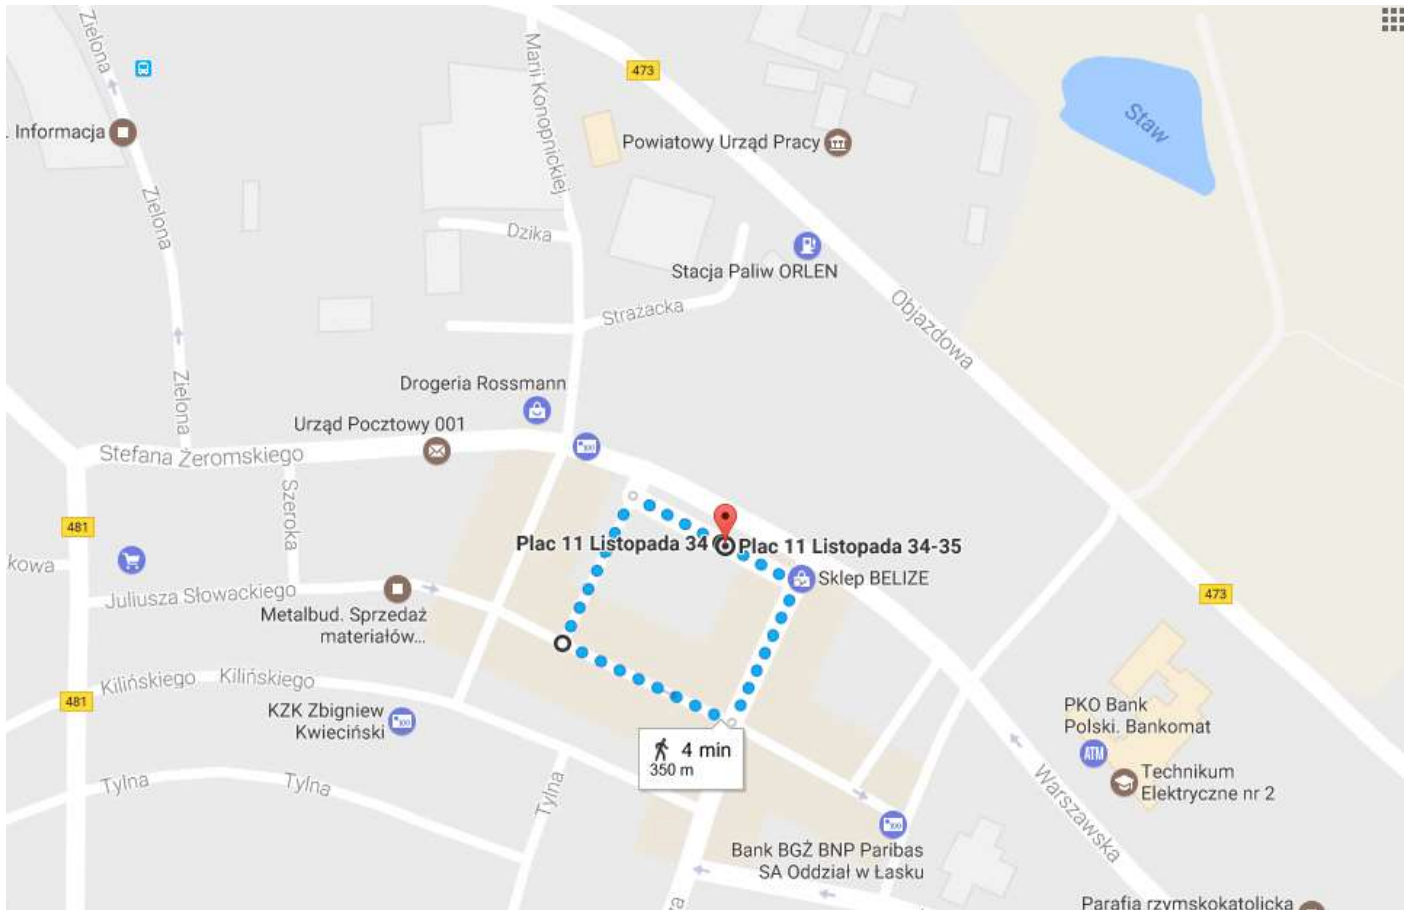 Zielona
. Informacja
Zielona
Zielona
Marii Konopnickiej
473
Powiatowy Urząd Pracy
Staw
Dzika
Stacja Paliw ORLEN
Strażacka
Objazdowa
Drogeria Rossmann
Urząd Pocztowy 001
100
Stefana Żeromskiego
Szeroka
481
kowa
Plac 11 Listopada 34
Plac 11 Listopada 34-35
Sklep BELIZE
Juliusza Słowackiego
Metalbud. Sprzedaż
materiałów...
473
Kilińskiego
Kilińskiego
481
KZK Zbigniew
Kwieciński
100
PKO Bank
Polski. Bankomat
ATM
4 min
350 m
Tylna
Tylna
Tylna
Warszawska
Technikum
Elektryczne nr 2
100
Bank BGŻ BNP Paribas
SA Oddział w Łasku
Parafia rzymskokatolicka